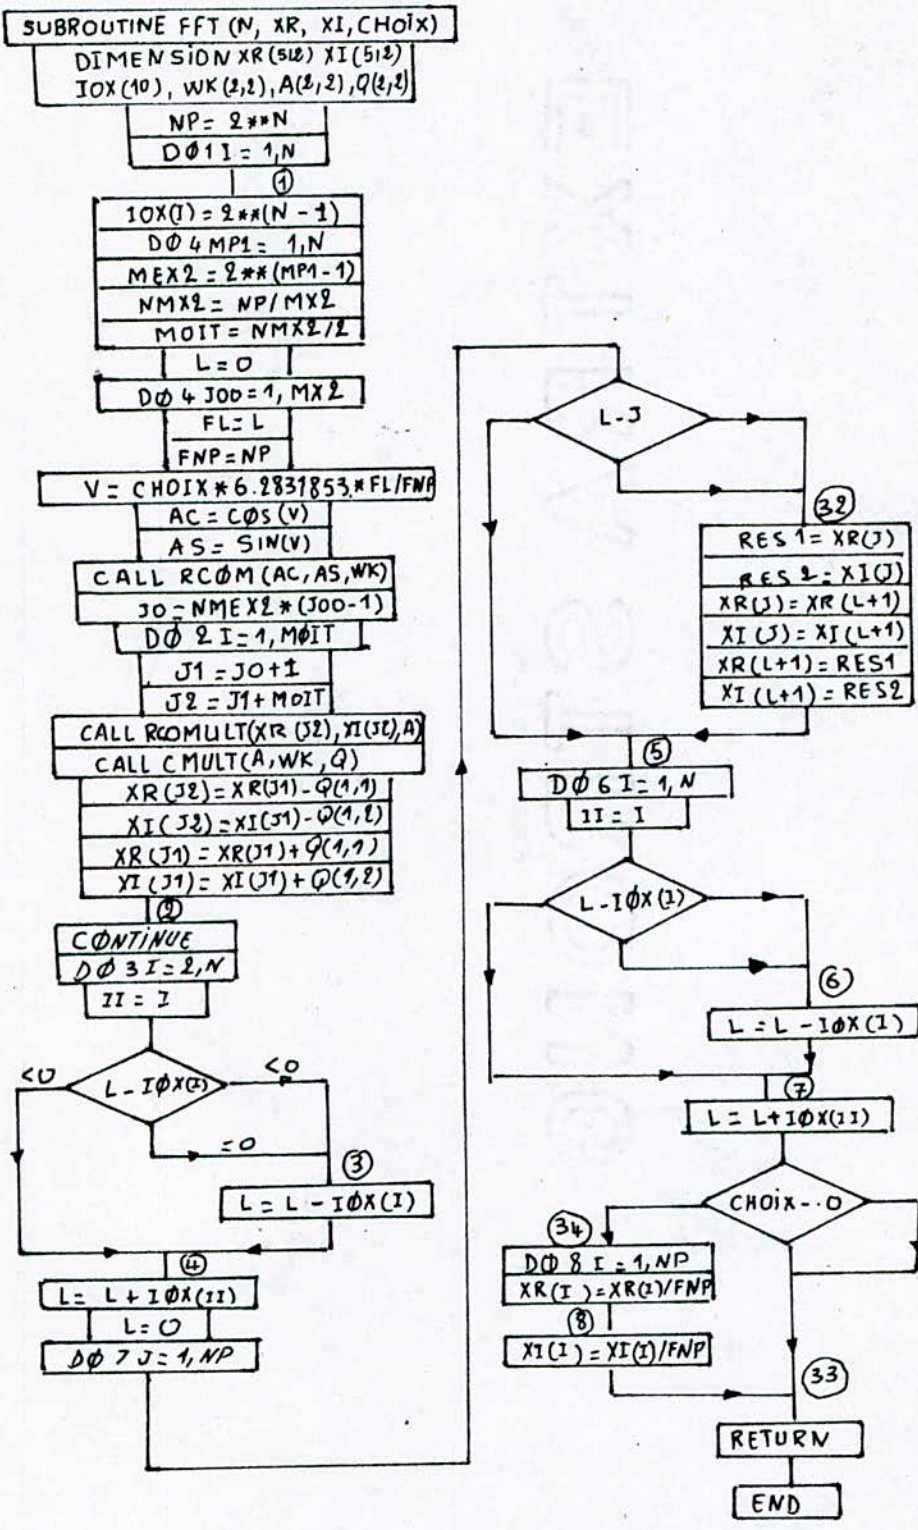 SUBROUTINE FFT (N, XR, XI, CHOIX)
DIMENSION XR(512) XI(512)
IOX(10), WK(2,2), A(2,2), Q(2,2)
NP= 2**N
DØ1 I = 1,N
1
IOX(I) = 2**(N - 1)
DØ 4 MP1 = 1,N
MEX2 = 2**(MP1-1)
NMX2 = NP/MX2
MOIT = NMX2/2
L=0
DØ 4 JOO=1, MX2
FL=L
FNP=NP
V= CHOIX*6.2831853*FL/FNP
AC=CØS(V)
AS=SIN(V)
CALL RCØM(AC, AS, WK)
JO=NMEX2*(JOO-1)
DØ 2 I=1, MØIT
J1=JO+1
J2=J1+MOIT
CALL RCOMULT(XR(J2), XI(J2), A)
CALL CMULT(A, WK, Q)
XR(J2)=XR(J1)-Q(1,1)
XI(J2)=XI(J1)-Q(1,2)
XR(J1)=XR(J1)+Q(1,1)
XI(J1)=XI(J1)+Q(1,2)
2
CØNTINUE
DØ 3 I=2,N
II = I
L-IØX(I)
<0
<0
=0
3
L=L-IØX(I)
4
L= L+IØX(II)
L=0
DØ 7 J=1, NP
L-J
32
RES 1=XR(J)
RES 2=XI(J)
XR(J)=XR(L+1)
XI(J)=XI(L+1)
XR(L+1)=RES1
XI(L+1)=RES2
5
DØ 6 I=1,N
II=I
L-IØX(I)
6
L=L-IØX(I)
7
L=L+IØX(II)
CHOIX--0
34
DØ 8 I=1,NP
XR(I)=XR(I)/FNP
8
XI(I)=XI(I)/FNP
33
RETURN
END